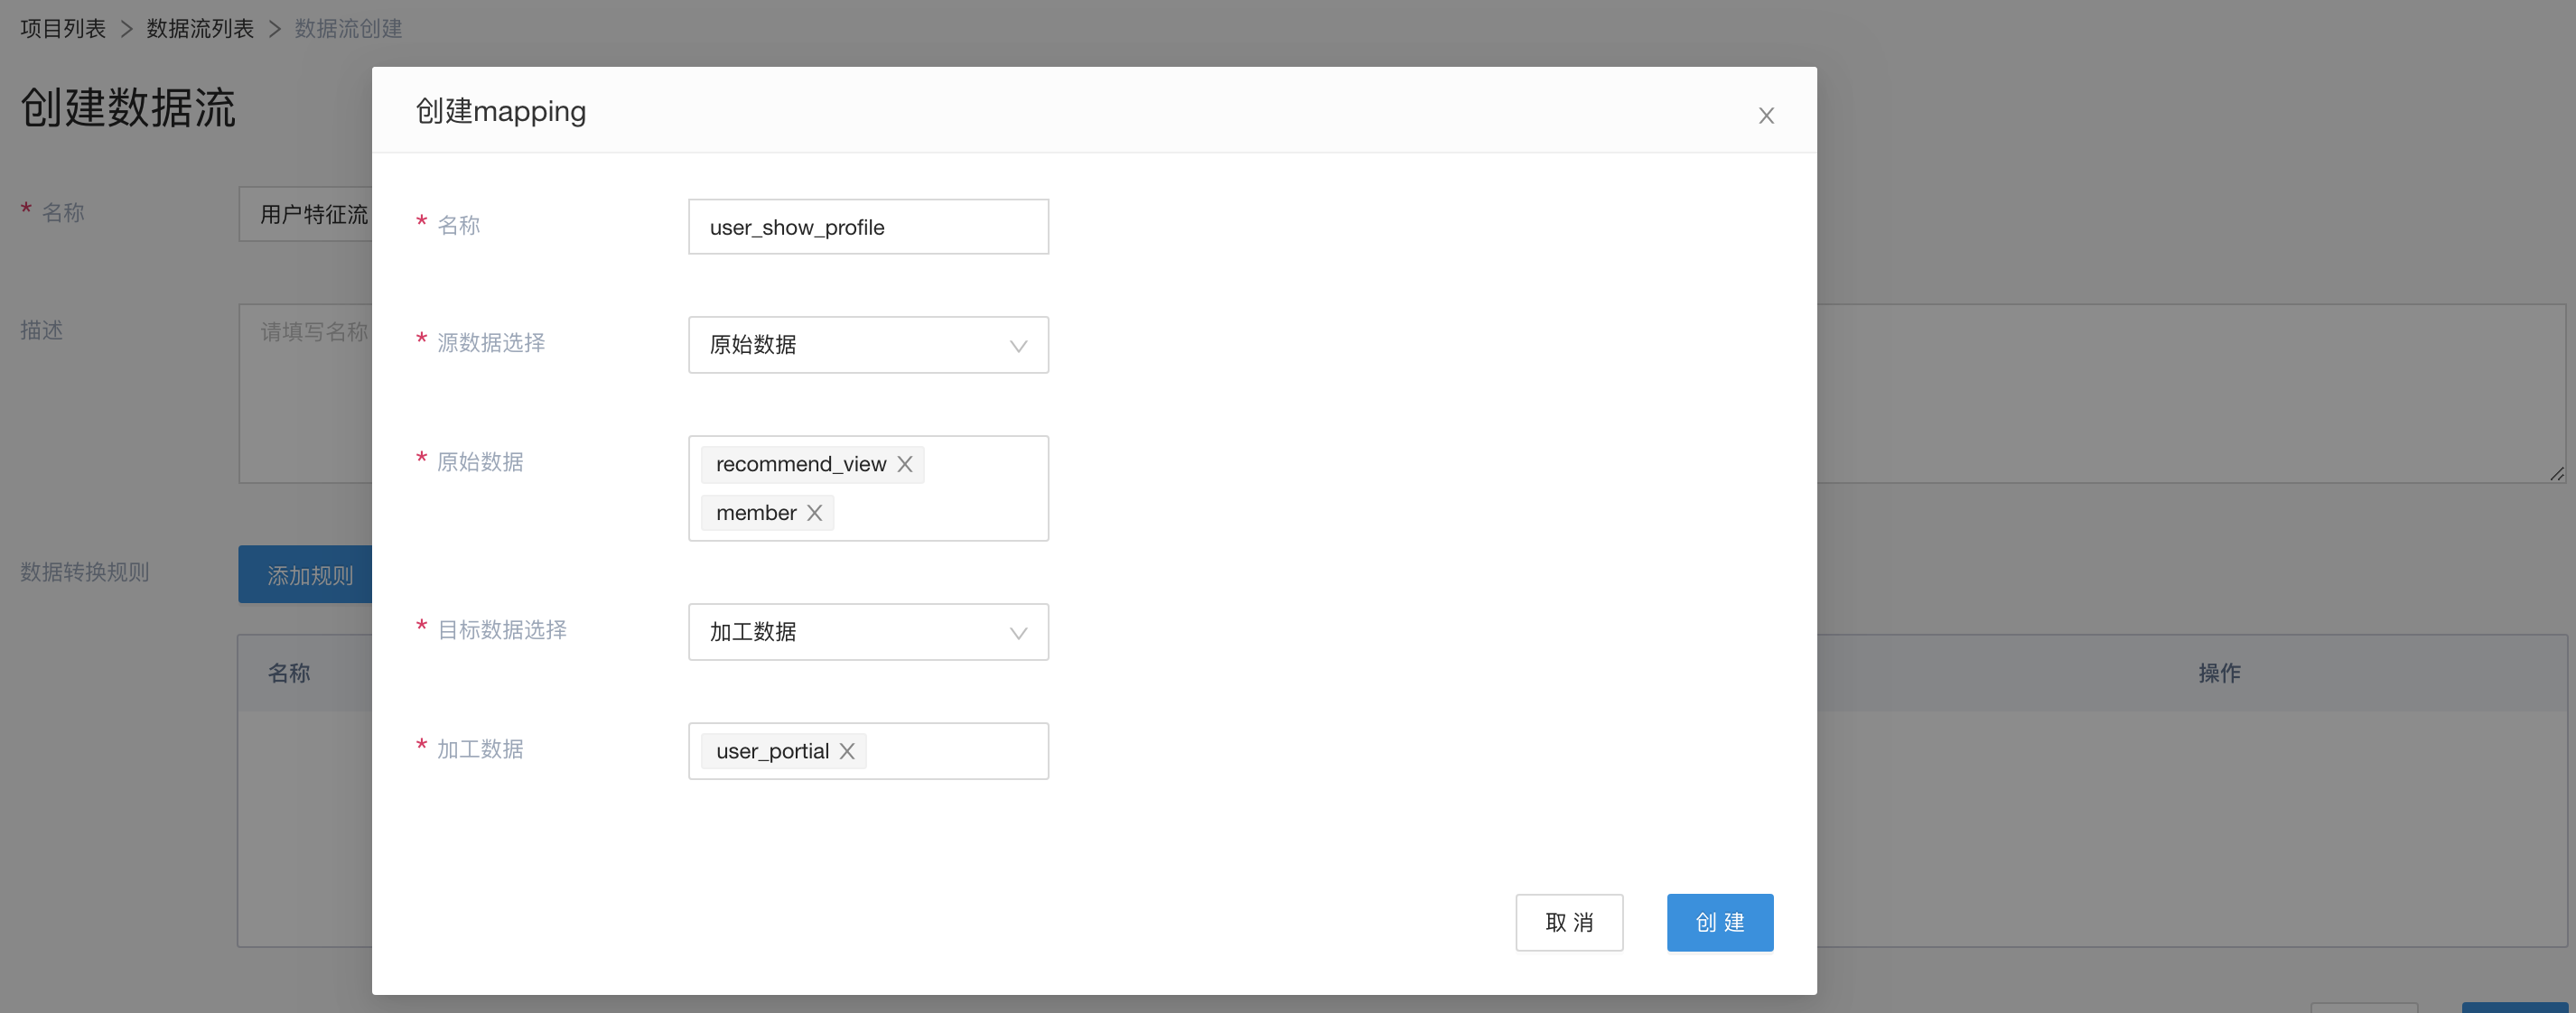 项目列表 > 数据流列表 > 数据流创建
创建数据流
* 名称
用户特征流
描述
请填写名称
数据转换规则
添加规则
名称
操作
创建mapping
* 名称
user_show_profile
* 源数据选择
原始数据
* 原始数据
recommend_view
member
* 目标数据选择
加工数据
* 加工数据
user_portial
取 消
创 建